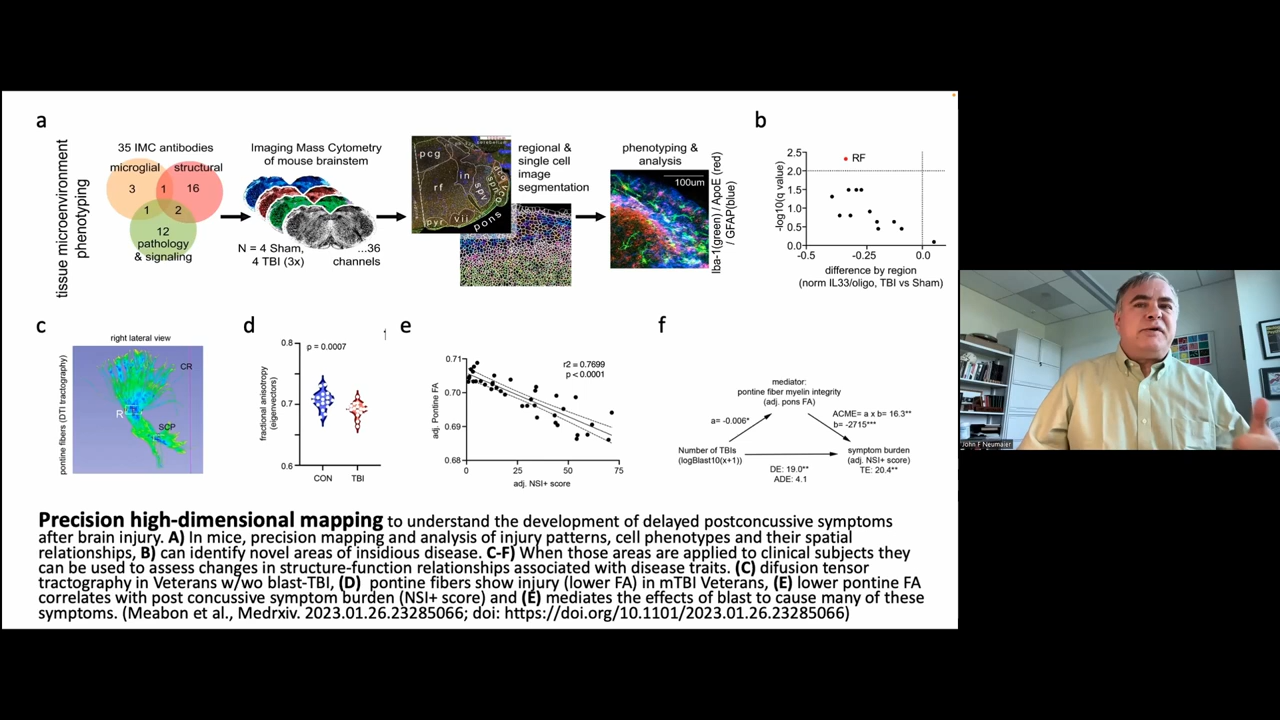 a
tissue microenvironment
phenotyping
35 IMC antibodies
microglial
structural
3
1
16
1
2
12
pathology
& signaling
Imaging Mass Cytometry
of mouse brainstem
N = 4 Sham,
4 TBI (3x)
...36
channels
pcg
rf
in
spv
pyr
vii
pons
regional &
single cell
image
segmentation
phenotyping &
analysis
100um
Iba-1(green) / ApoE (red)
/ GFAP(blue)
b
-log10(q value)
2.5
2.0
1.5
1.0
0.5
0.0
RF
-0.5
-0.25
0.0
difference by region
(norm IL33/oligo, TBI vs Sham)
c
right lateral view
pontine fibers (DTI tractography)
CR
R
SCP
d
fractional anisotropy
(eigenvectors)
0.8
0.7
0.6
p = 0.0007
CON
TBI
e
adj. Pontine FA
0.71
0.70
0.69
0.68
r2 = 0.7699
p < 0.0001
0
25
50
75
adj. NSI+ score
f
mediator:
pontine fiber myelin integrity
(adj. pons FA)
a= -0.006*
ACME= a x b= 16.3**
b= -2715***
Number of TBIs
(logBlast10(x+1))
symptom burden
(adj. NSI+ score)
TE: 20.4**
DE: 19.0**
ADE: 4.1
Precision high-dimensional mapping to understand the development of delayed postconcussive symptoms
after brain injury. A) In mice, precision mapping and analysis of injury patterns, cell phenotypes and their spatial
relationships, B) can identify novel areas of insidious disease. C-F) When those areas are applied to clinical subjects they
can be used to assess changes in structure-function relationships associated with disease traits. (C) difusion tensor
tractography in Veterans w/wo blast-TBI, (D) pontine fibers show injury (lower FA) in mTBI Veterans, (E) lower pontine FA
correlates with post concussive symptom burden (NSI+ score) and (E) mediates the effects of blast to cause many of these
symptoms. (Meabon et al., Medrxiv. 2023.01.26.23285066; doi: https://doi.org/10.1101/2023.01.26.23285066)
John F Neumaier